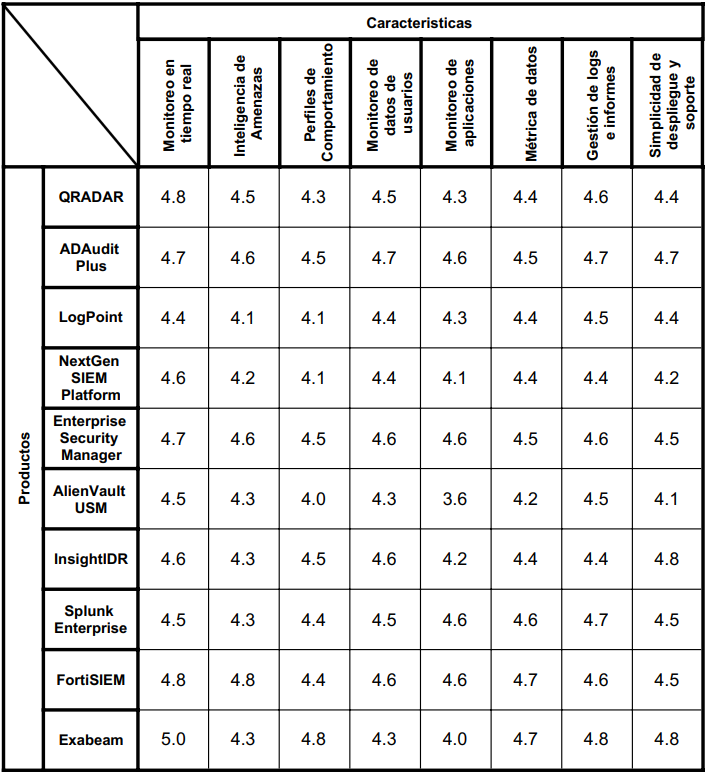 Caracteristicas
Monitoreo en
tiempo real
Inteligencia de
Amenazas
Perfiles de
Comportamiento
Monitoreo de
datos de
usuarios
Monitoreo de
aplicaciones
Métrica de datos
Gestión de logs
e informes
Simplicidad de
despliegue y
soporte
Productos
QRADAR 4.8 4.5 4.3 4.5 4.3 4.4 4.6 4.4
ADAudit
Plus 4.7 4.6 4.5 4.7 4.6 4.5 4.7 4.7
LogPoint 4.4 4.1 4.1 4.4 4.3 4.4 4.5 4.4
NextGen
SIEM
Platform 4.6 4.2 4.1 4.4 4.1 4.4 4.4 4.2
Enterprise
Security
Manager 4.7 4.6 4.5 4.6 4.6 4.5 4.6 4.5
AlienVault
USM 4.5 4.3 4.0 4.3 3.6 4.2 4.5 4.1
InsightIDR 4.6 4.3 4.5 4.6 4.2 4.4 4.4 4.8
Splunk
Enterprise 4.5 4.3 4.4 4.5 4.6 4.6 4.7 4.5
FortiSIEM 4.8 4.8 4.4 4.6 4.6 4.7 4.6 4.5
Exabeam 5.0 4.3 4.8 4.3 4.0 4.7 4.8 4.8